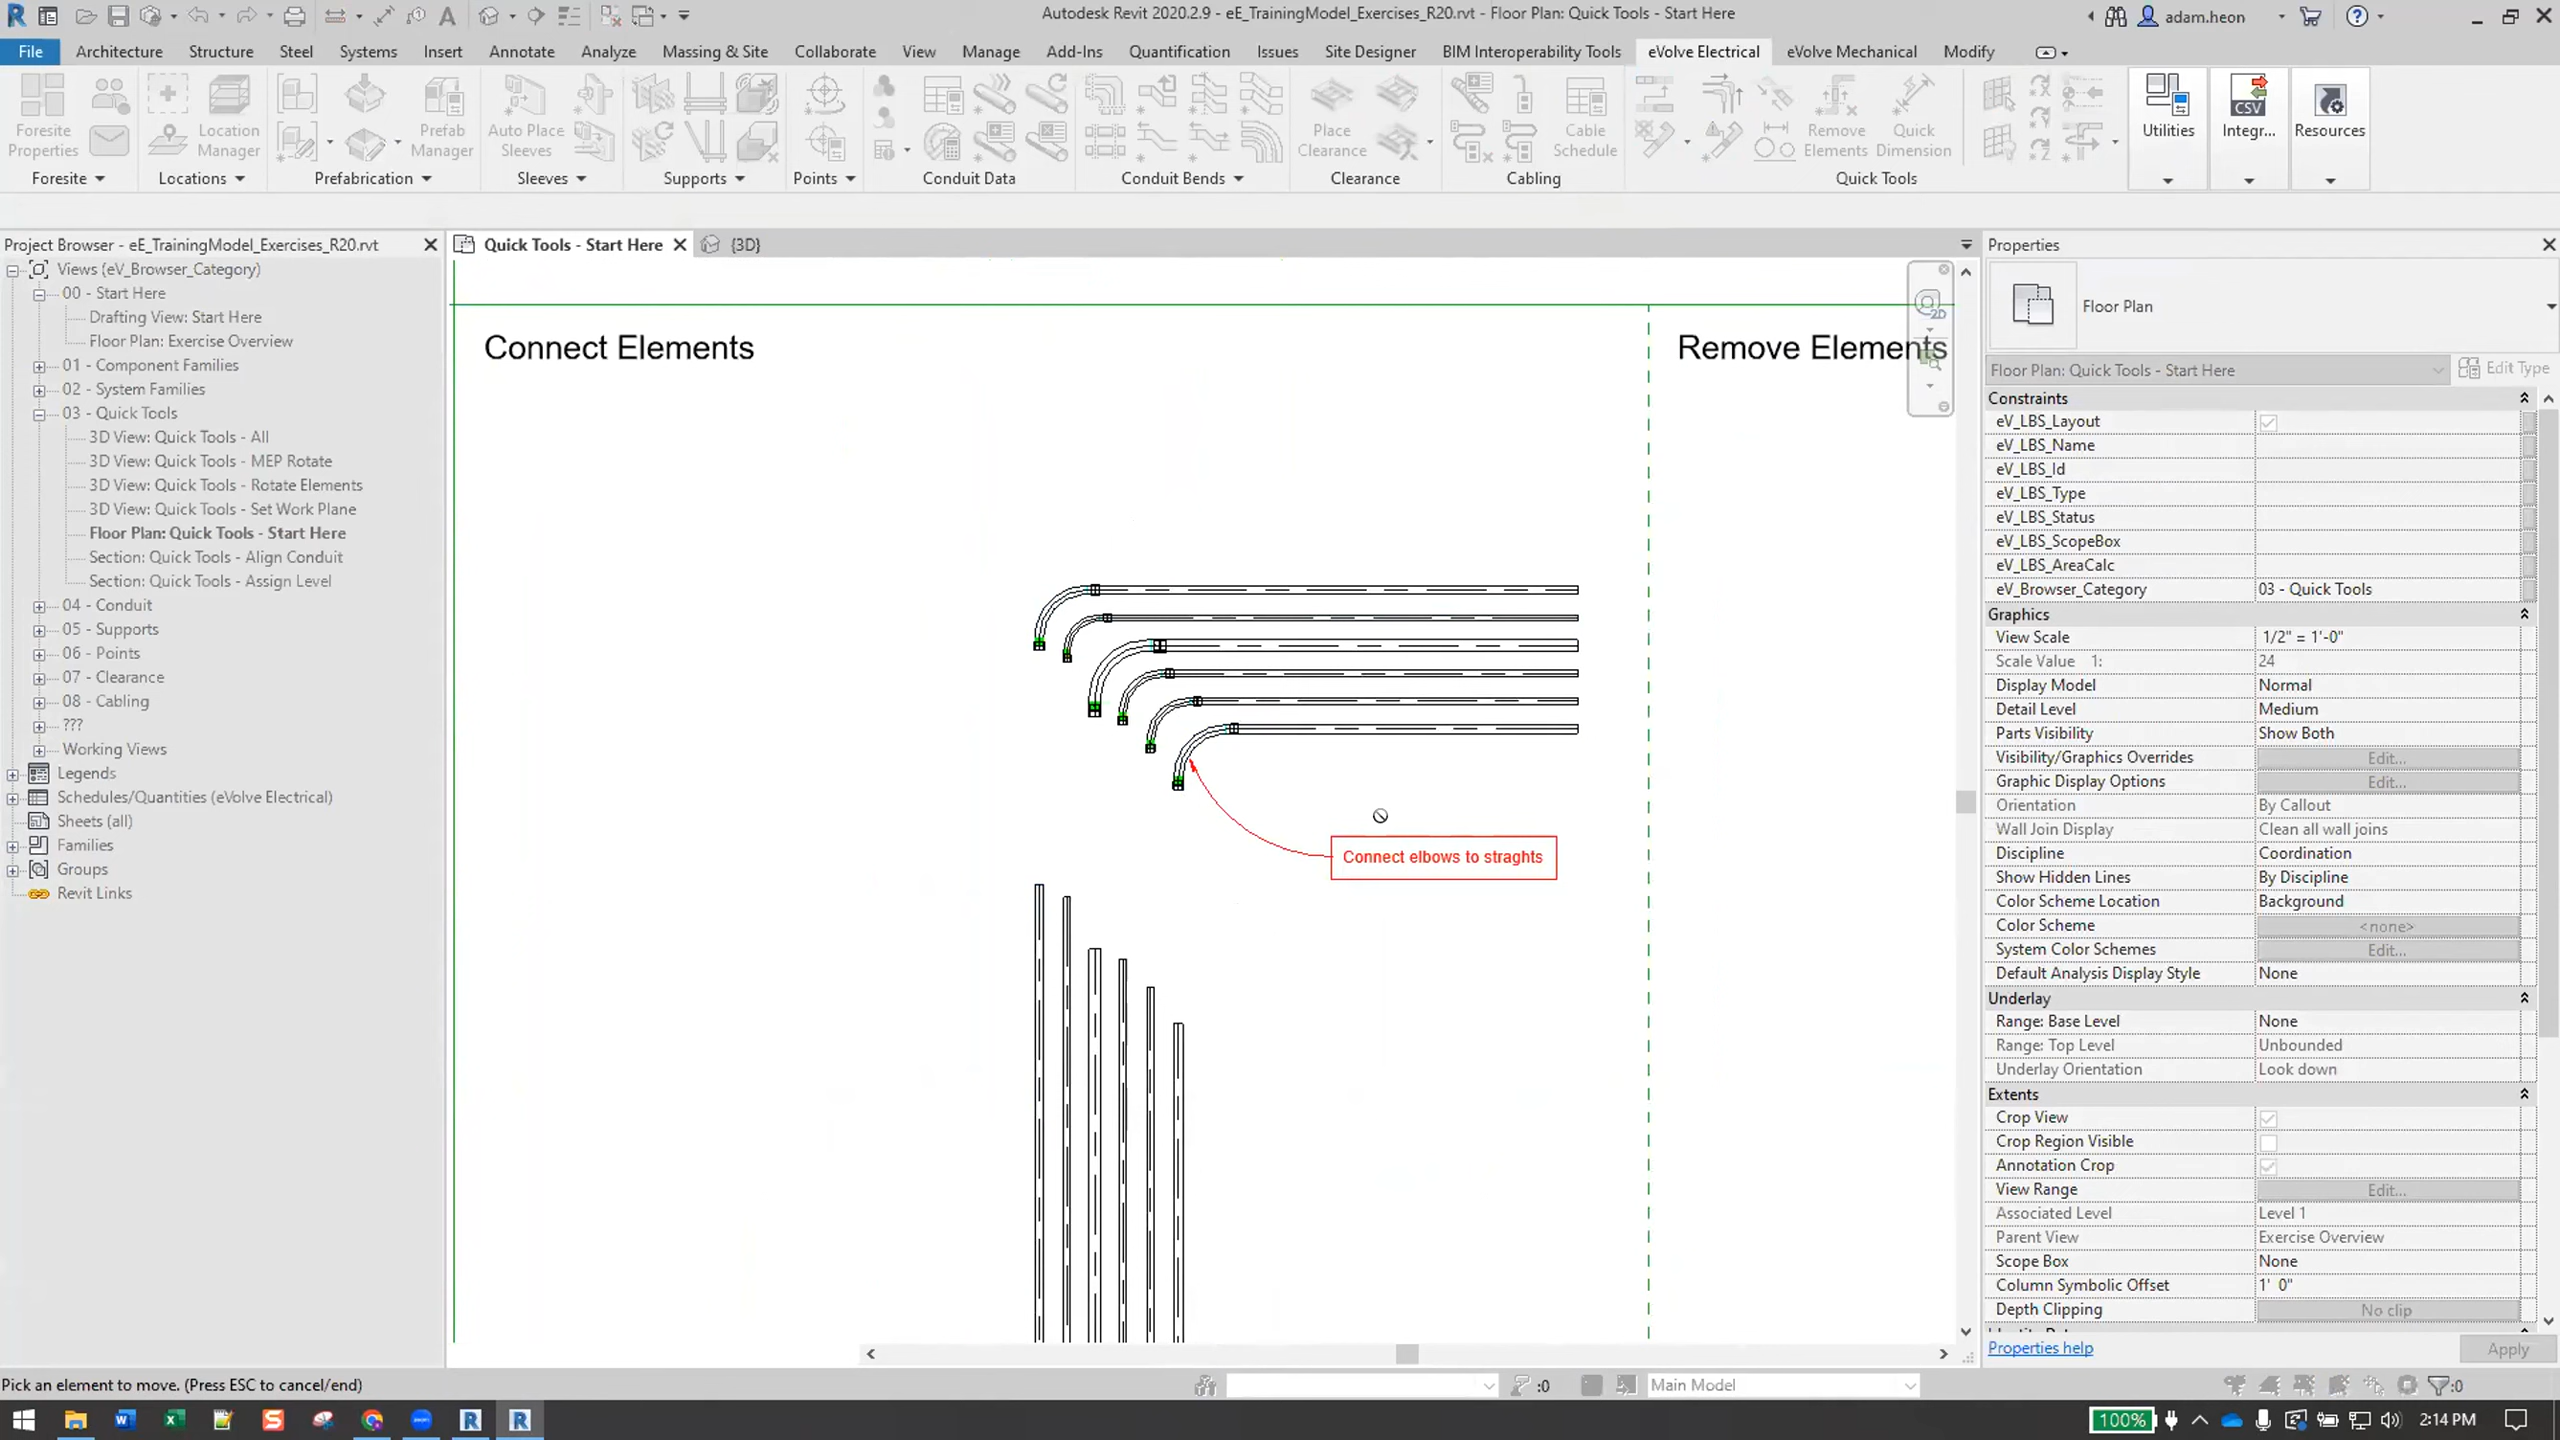 Autodesk Revit 2020.2.9 - eE_TrainingModel_Exercises_R20.rvt - Floor Plan: Quick Tools - Start Here
adam.heon
File Architecture Structure Steel Systems Insert Annotate Analyze Massing & Site Collaborate View Manage Add-Ins Quantification Issues Site Designer BIM Interoperability Tools eVolve Electrical eVolve Mechanical Modify
Foresite Properties
Location Manager
Prefab Manager
Auto Place Sleeves
Place Clearance
Cable Schedule
Remove Elements
Quick Dimension
Utilities
CSV
Integr...
Resources
Foresite Locations Prefabrication Sleeves Supports Points Conduit Data Conduit Bends Clearance Cabling Quick Tools
Project Browser - eE_TrainingModel_Exercises_R20.rvt
Views (eV_Browser_Category)
00 - Start Here
Drafting View: Start Here
Floor Plan: Exercise Overview
01 - Component Families
02 - System Families
03 - Quick Tools
3D View: Quick Tools - All
3D View: Quick Tools - MEP Rotate
3D View: Quick Tools - Rotate Elements
3D View: Quick Tools - Set Work Plane
Floor Plan: Quick Tools - Start Here
Section: Quick Tools - Align Conduit
Section: Quick Tools - Assign Level
04 - Conduit
05 - Supports
06 - Points
07 - Clearance
08 - Cabling
???
Working Views
Legends
Schedules/Quantities (eVolve Electrical)
Sheets (all)
Families
Groups
Revit Links
Quick Tools - Start Here
{3D}
Connect Elements
Remove Elements
2D
Connect elbows to straghts
Properties
Floor Plan
Floor Plan: Quick Tools - Start Here
Edit Type
Constraints
eV_LBS_Layout
eV_LBS_Name
eV_LBS_Id
eV_LBS_Type
eV_LBS_Status
eV_LBS_ScopeBox
eV_LBS_AreaCalc
eV_Browser_Category 03 - Quick Tools
Graphics
View Scale 1/2" = 1'-0"
Scale Value 1: 24
Display Model Normal
Detail Level Medium
Parts Visibility Show Both
Visibility/Graphics Overrides Edit...
Graphic Display Options Edit...
Orientation By Callout
Wall Join Display Clean all wall joins
Discipline Coordination
Show Hidden Lines By Discipline
Color Scheme Location Background
Color Scheme <none>
System Color Schemes Edit...
Default Analysis Display Style None
Underlay
Range: Base Level None
Range: Top Level Unbounded
Underlay Orientation Look down
Extents
Crop View
Crop Region Visible
Annotation Crop
View Range Edit...
Associated Level Level 1
Parent View Exercise Overview
Scope Box None
Column Symbolic Offset 1' 0"
Depth Clipping No clip
Properties help
Apply
Pick an element to move. (Press ESC to cancel/end)
:0
Main Model
:0
100%
2:14 PM